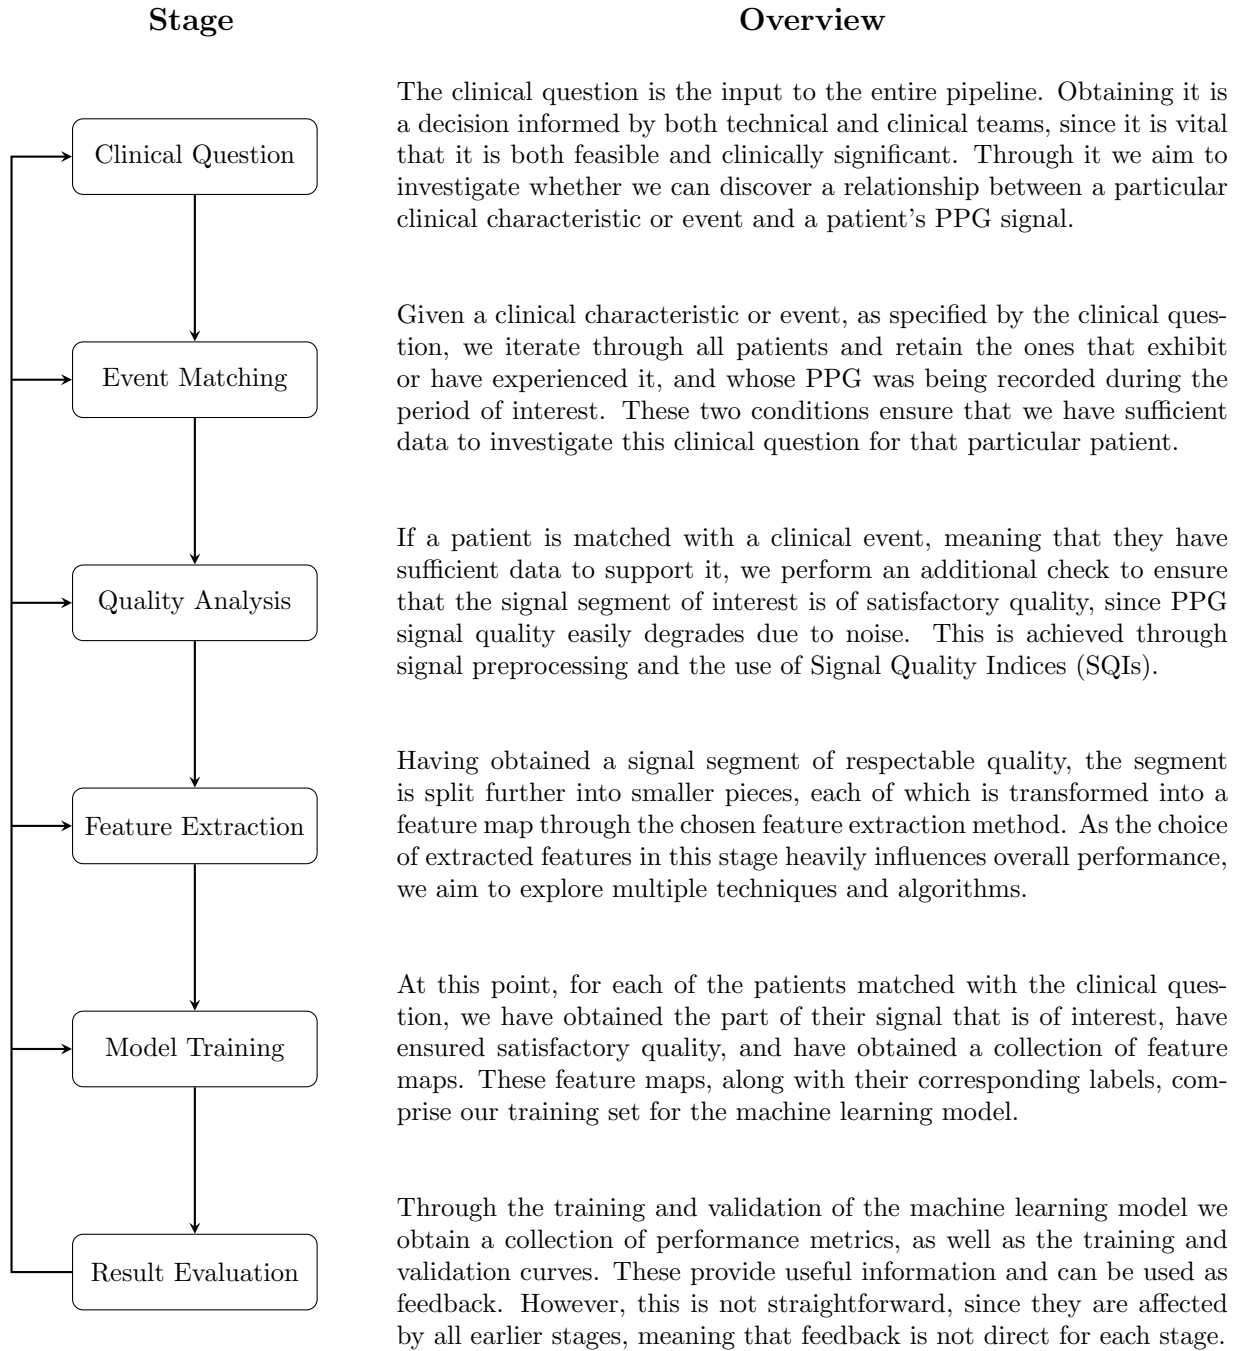 Stage
Overview
Clinical Question
The clinical question is the input to the entire pipeline. Obtaining it is
a decision informed by both technical and clinical teams, since it is vital
that it is both feasible and clinically significant. Through it we aim to
investigate whether we can discover a relationship between a particular
clinical characteristic or event and a patient's PPG signal.
Event Matching
Given a clinical characteristic or event, as specified by the clinical ques-
tion, we iterate through all patients and retain the ones that exhibit
or have experienced it, and whose PPG was being recorded during the
period of interest. These two conditions ensure that we have sufficient
data to investigate this clinical question for that particular patient.
Quality Analysis
If a patient is matched with a clinical event, meaning that they have
sufficient data to support it, we perform an additional check to ensure
that the signal segment of interest is of satisfactory quality, since PPG
signal quality easily degrades due to noise. This is achieved through
signal preprocessing and the use of Signal Quality Indices (SQIs).
Feature Extraction
Having obtained a signal segment of respectable quality, the segment
is split further into smaller pieces, each of which is transformed into a
feature map through the chosen feature extraction method. As the choice
of extracted features in this stage heavily influences overall performance,
we aim to explore multiple techniques and algorithms.
Model Training
At this point, for each of the patients matched with the clinical ques-
tion, we have obtained the part of their signal that is of interest, have
ensured satisfactory quality, and have obtained a collection of feature
maps. These feature maps, along with their corresponding labels, com-
prise our training set for the machine learning model.
Result Evaluation
Through the training and validation of the machine learning model we
obtain a collection of performance metrics, as well as the training and
validation curves. These provide useful information and can be used as
feedback. However, this is not straightforward, since they are affected
by all earlier stages, meaning that feedback is not direct for each stage.